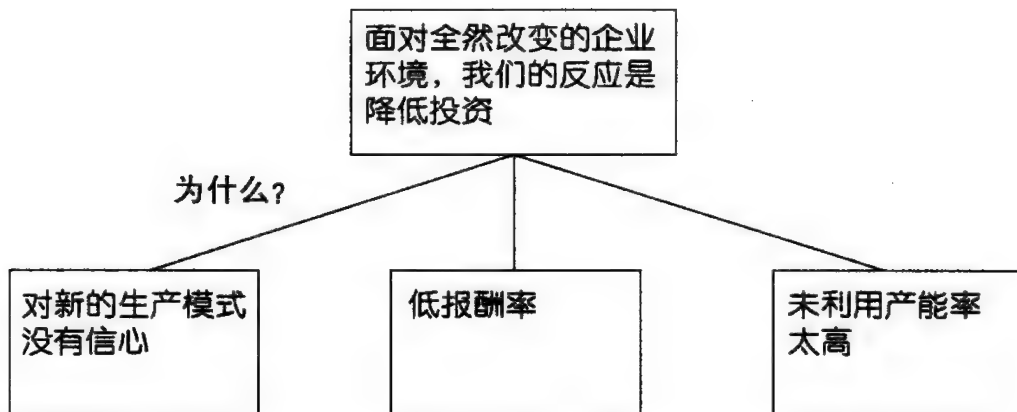 面对全然改变的企业
环境，我们的反应是
降低投资
为什么?
对新的生产模式
没有信心
低报酬率
未利用产能率
太高